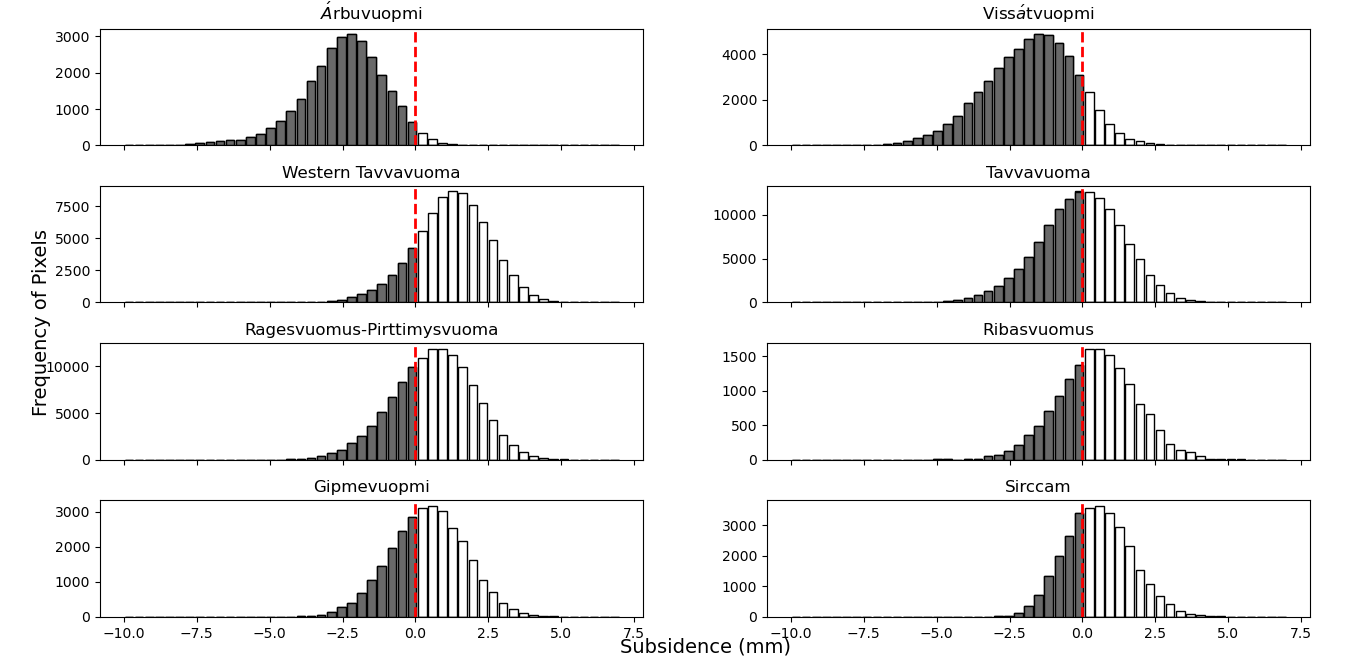 Árbuvuopmi
Vissátvuopmi
3000
2000
1000
0
4000
2000
0
Western Tavvavuoma
Tavvavuoma
7500
5000
2500
0
10000
5000
0
Ragesvuomus-Pirttimysvuoma
Ribasvuomus
10000
5000
0
1500
1000
500
0
Gipmevuopmi
Sirccam
3000
2000
1000
0
3000
2000
1000
0
−10.0 −7.5 −5.0 −2.5 0.0 2.5 5.0 7.5
−10.0 −7.5 −5.0 −2.5 0.0 2.5 5.0 7.5
Frequency of Pixels
Subsidence (mm)